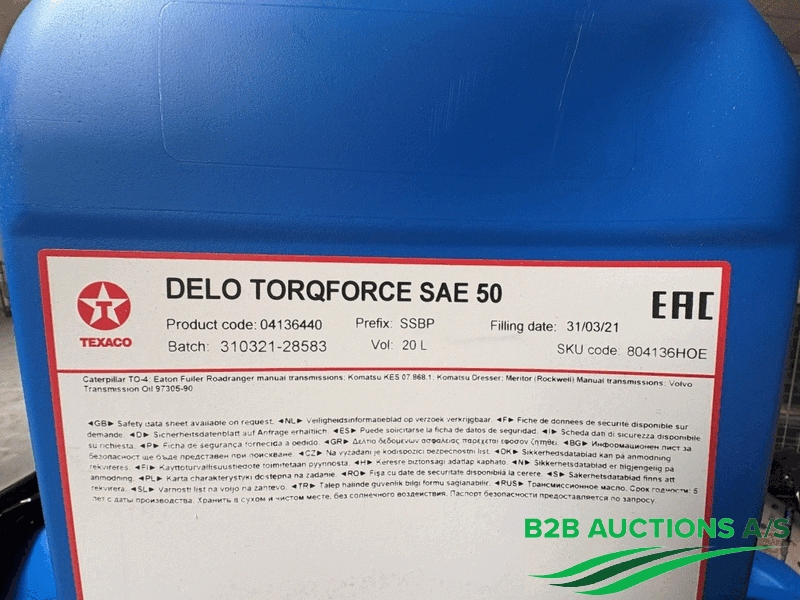 DELO TORQFORCE SAE 50
EAC
TEXACO
Product code: 04136440 Prefix: SSBP Filling date: 31/03/21
Batch: 310321-28583 Vol: 20 L SKU code: 804136HOE
Caterpillar TO-4; Eaton Fuller Roadranger manual transmissions; Komatsu KES 07.868.1; Komatsu Dresser; Meritor (Rockwell) Manual transmissions; Volvo
Transmission Oil 97305-90
◄GB► Safety data sheet available on request. ◄NL► Veiligheidsinformatieblad op verzoek verkrijgbaar. ◄F► Fiche de données de sécurité disponible sur
demande. ◄D► Sicherheitsdatenblatt auf Anfrage erhältlich. ◄ES► Puede solicitarse la ficha de datos de seguridad. ◄I► Scheda dati di sicurezza disponibile
su richiesta. ◄P► Ficha de segurança fornecida a pedido. ◄GR► Δελτίο δεδομένων ασφαλείας παρέχεται εφόσον ζητηθεί. ◄BG► Информационен лист за
безопасност ще бъде представен при поискване. ◄CZ► Na vyžádání je k dispozici bezpečnostní list. ◄DK► Sikkerhedsdatablad kan på anmodning
rekvireres. ◄FI► Käyttöturvallisuustiedote toimitetaan pyynnöstä. ◄H► Kérésre biztonsági adatlap kapható. ◄N► Sikkerhetsdatablad er tilgjengelig på
anmodning. ◄PL► Karta charakterystyki dostępna na żądanie. ◄RO► Fişa cu date de securitate disponibilă la cerere. ◄S► Säkerhetsdatablad finns att
rekvirera. ◄SL► Varnostni list na voljo na zahtevo. ◄TR► Talep halinde güvenlik bilgi formu sağlanabilir. ◄RUS► Трансмиссионное масло. Срок годности: 5
лет с даты производства. Хранить в сухом и чистом месте, без солнечного воздействия. Паспорт безопасности предоставляется по запросу.
B2B AUCTIONS A/S